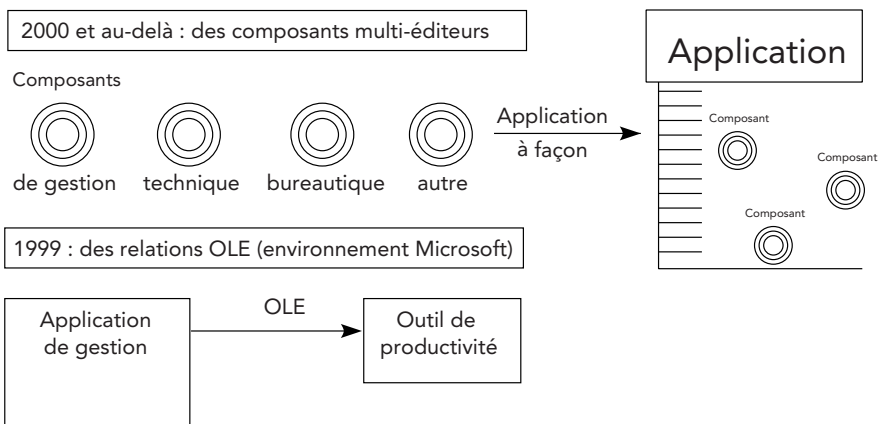 2000 et au-delà : des composants multi-éditeurs
Composants
de gestion
technique
bureautique
autre
Application
à façon
Application
Composant
Composant
Composant
1999 : des relations OLE (environnement Microsoft)
Application
de gestion
OLE
Outil de
productivité